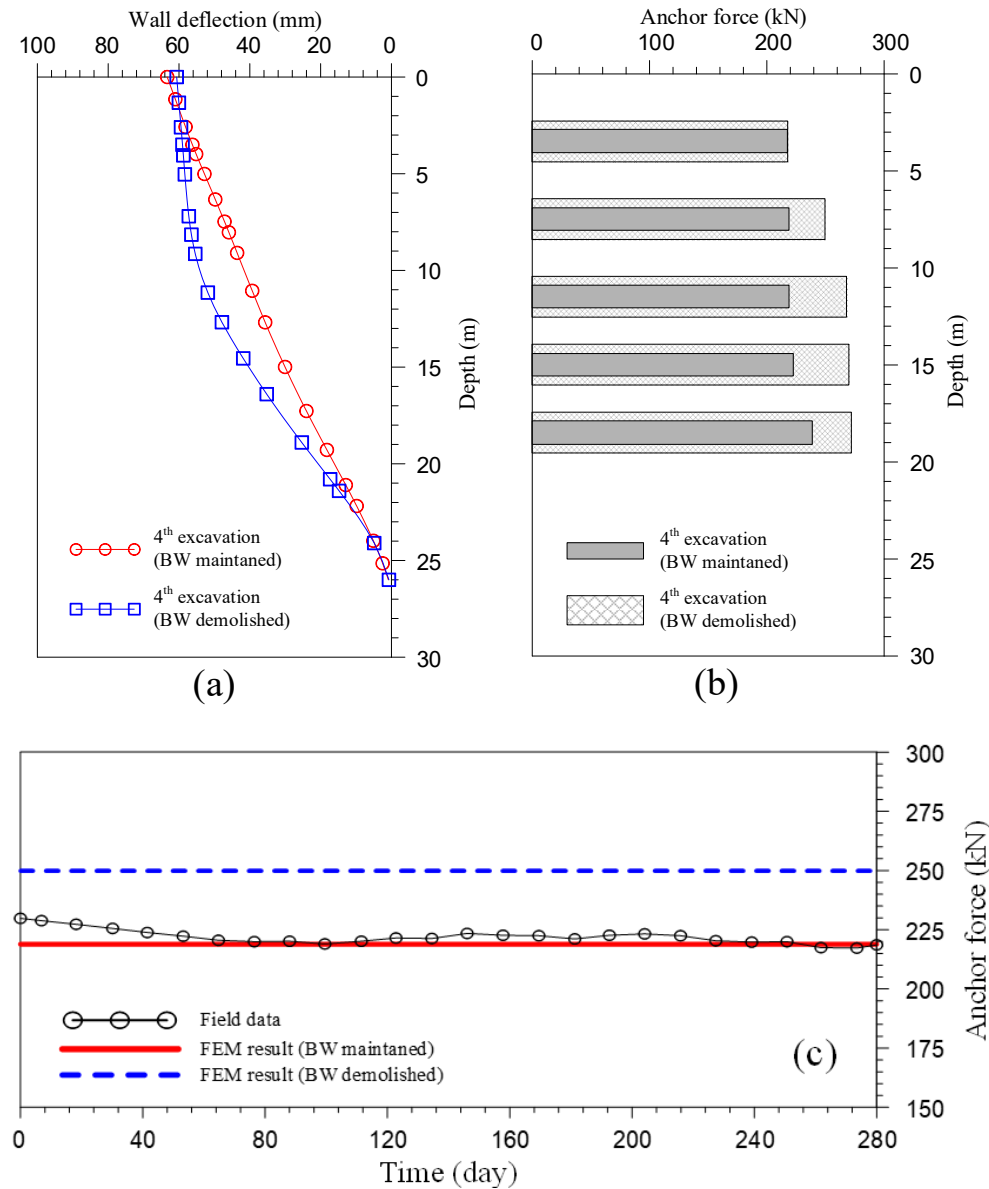 Wall deflection (mm)
100 80 60 40 20 0
0
5
10
15
20
25
30
Depth (m)
4th excavation
(BW maintaned)
4th excavation
(BW demolished)
(a)
Anchor force (kN)
0 100 200 300
0
5
10
15
20
25
30
Depth (m)
4th excavation
(BW maintaned)
4th excavation
(BW demolished)
(b)
300
275
250
225
200
175
150
Anchor force (kN)
Field data
FEM result (BW maintaned)
FEM result (BW demolished)
(c)
0 40 80 120 160 200 240 280
Time (day)